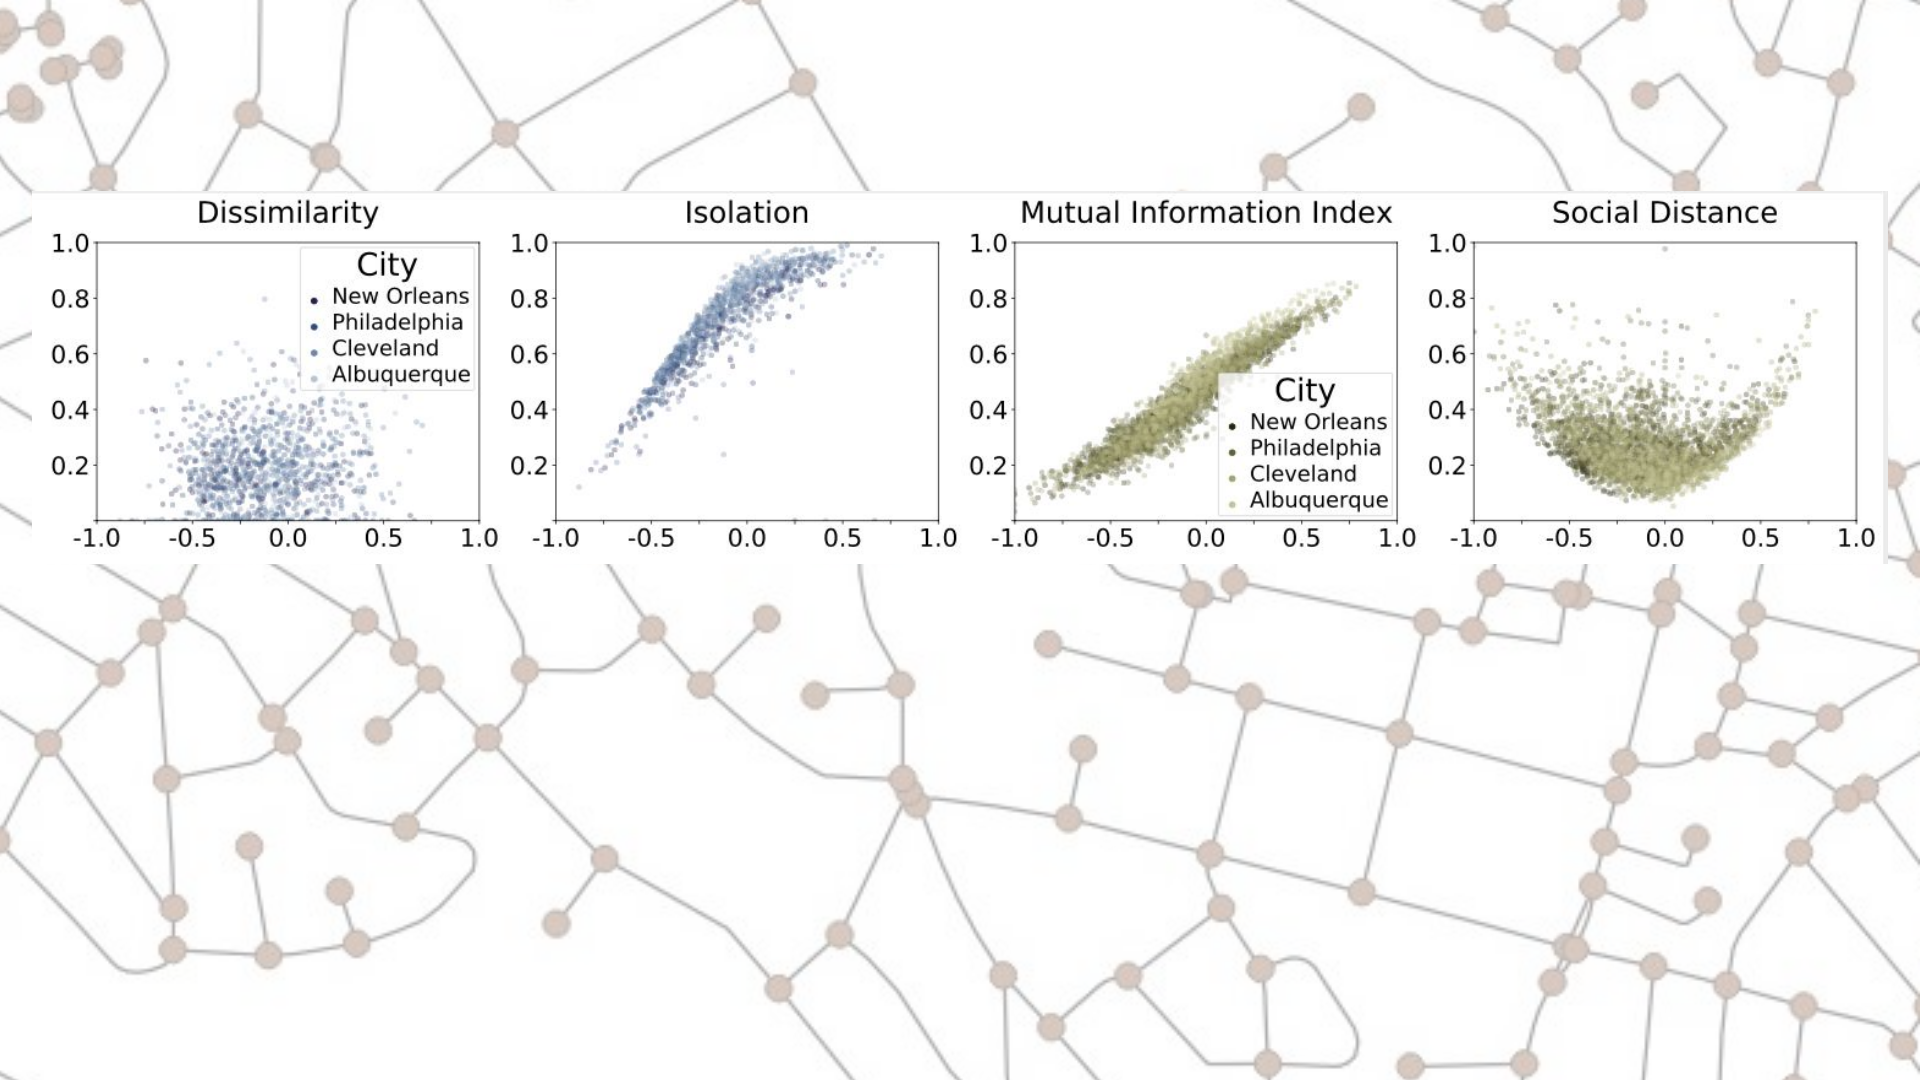 Dissimilarity
1.0
0.8
0.6
0.4
0.2
-1.0 -0.5 0.0 0.5 1.0
City
New Orleans
Philadelphia
Cleveland
Albuquerque
Isolation
1.0
0.8
0.6
0.4
0.2
-1.0 -0.5 0.0 0.5 1.0
Mutual Information Index
1.0
0.8
0.6
0.4
0.2
-1.0 -0.5 0.0 0.5 1.0
City
New Orleans
Philadelphia
Cleveland
Albuquerque
Social Distance
1.0
0.8
0.6
0.4
0.2
-1.0 -0.5 0.0 0.5 1.0